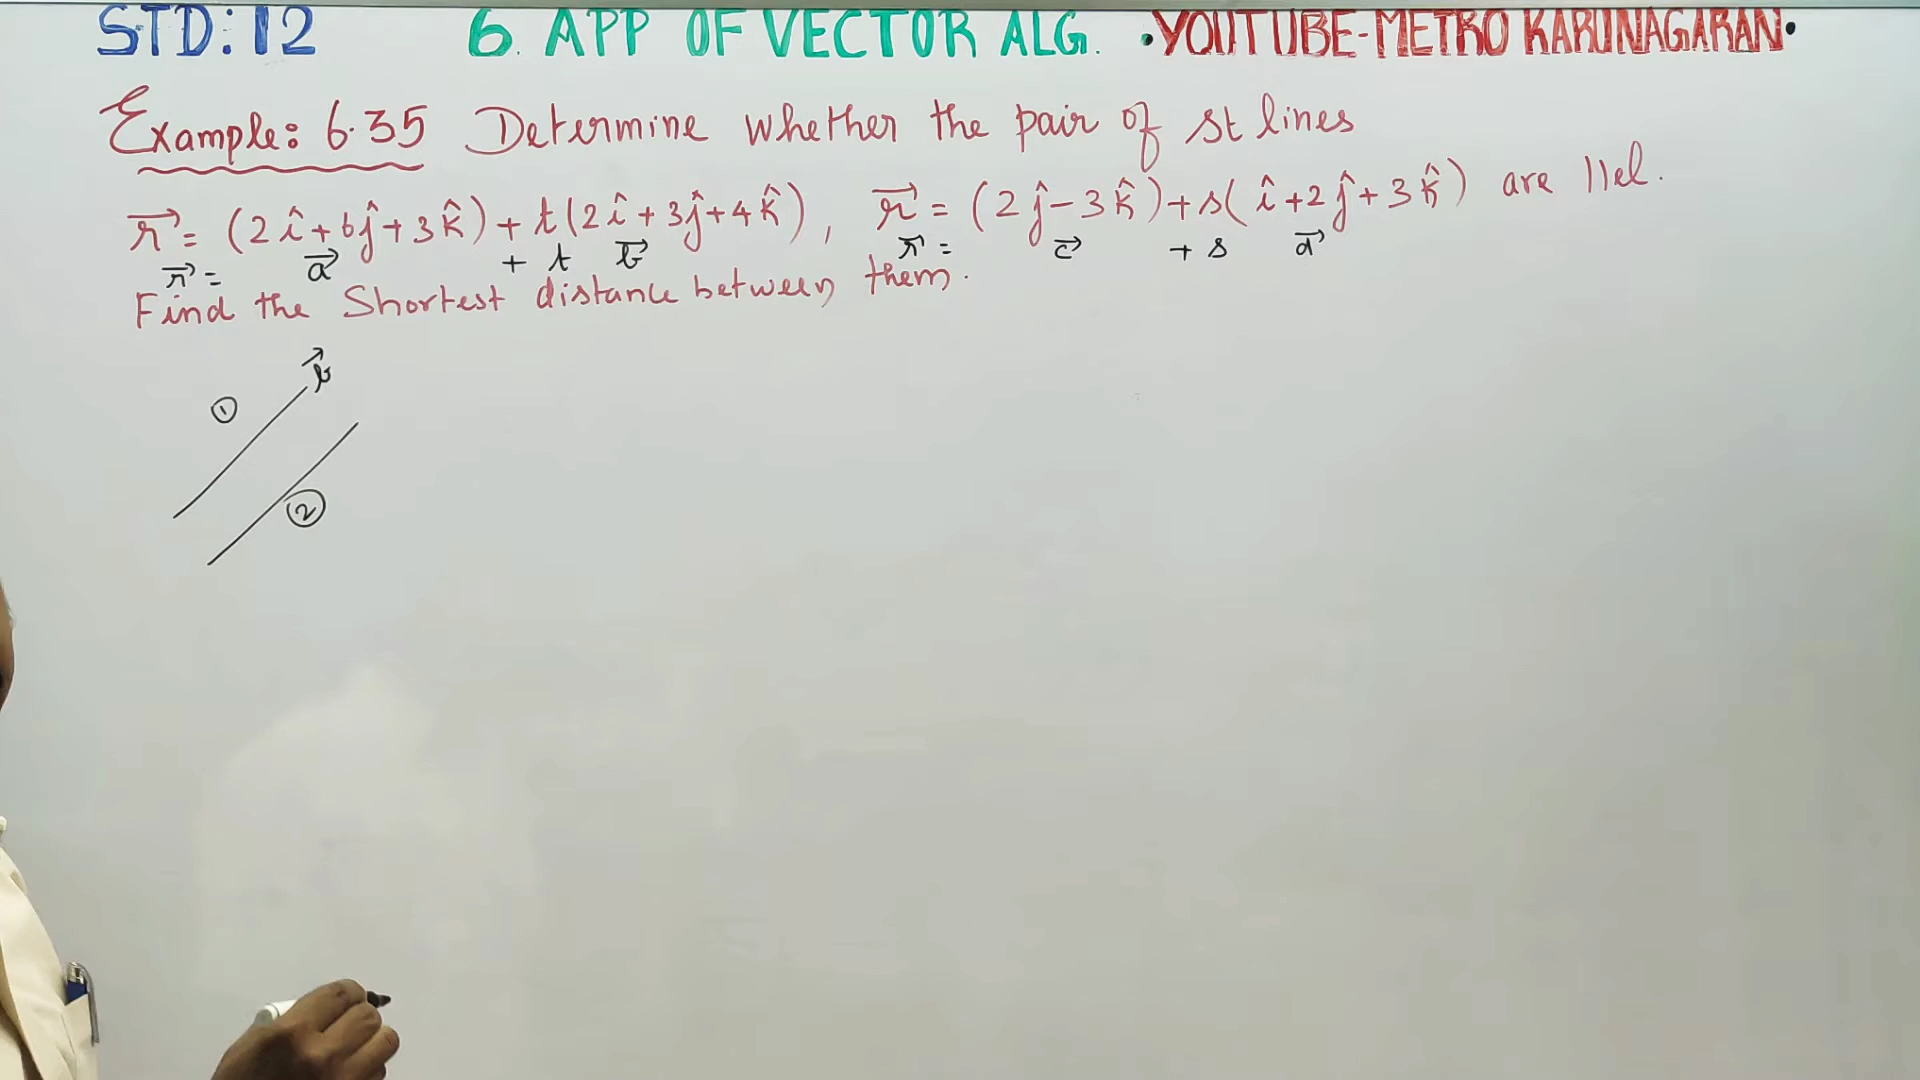 STD: 12 6. APP OF VECTOR ALG. •YOUTUBE-METRO KARUNAGARAN•
Example: 6.35 Determine whether the pair of st lines
r⃗ = (2î+6ĵ+3k̂)+t(2î+3ĵ+4k̂), r⃗ = (2ĵ-3k̂)+s(î+2ĵ+3k̂) are llel.
r⃗ = a⃗ + t b⃗ r⃗ = c⃗ + s d⃗
Find the Shortest distance between them.
b⃗
①
②